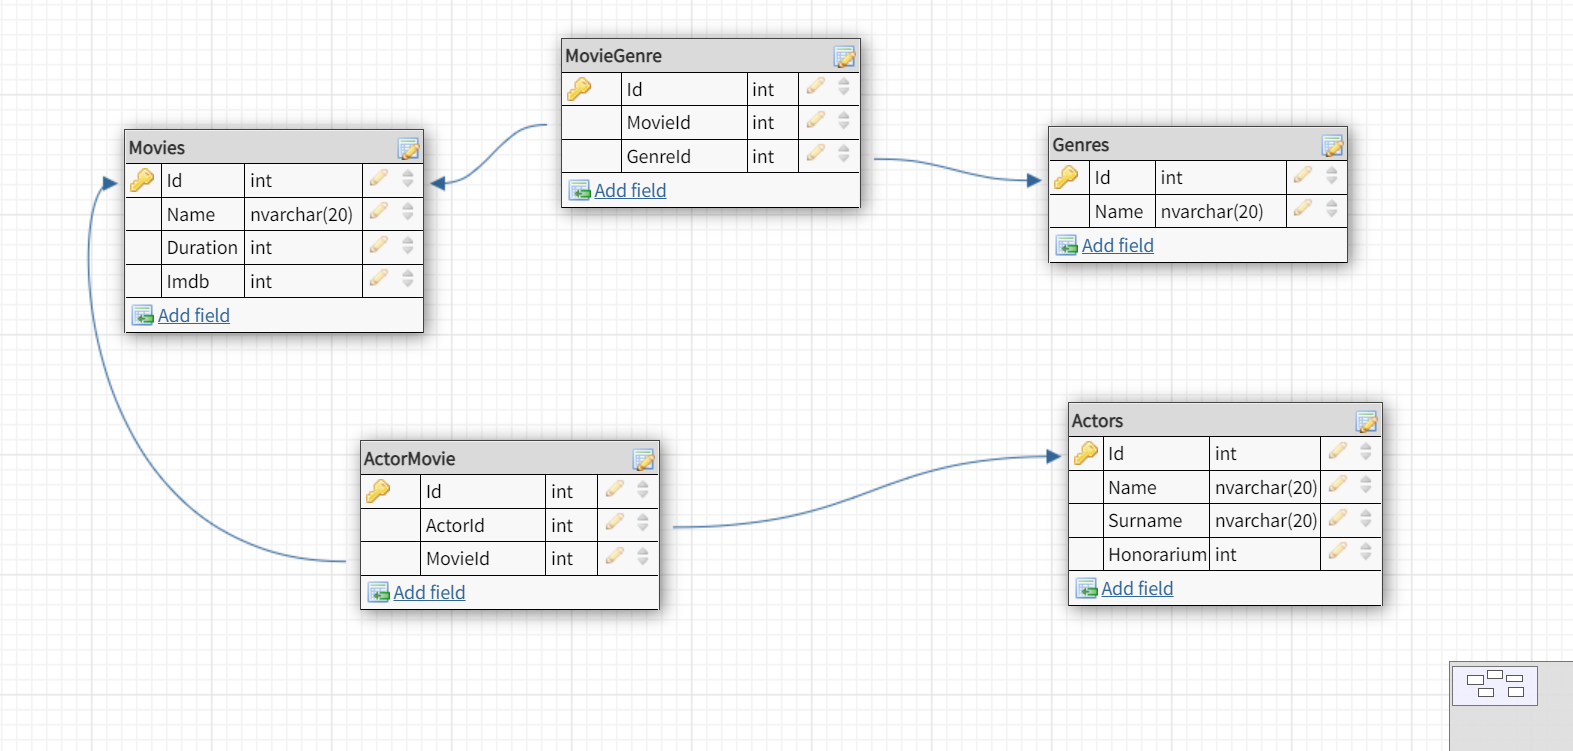 MovieGenre
Id int
MovieId int
GenreId int
Add field
Movies
Id int
Name nvarchar(20)
Duration int
Imdb int
Add field
Genres
Id int
Name nvarchar(20)
Add field
ActorMovie
Id int
ActorId int
MovieId int
Add field
Actors
Id int
Name nvarchar(20)
Surname nvarchar(20)
Honorarium int
Add field